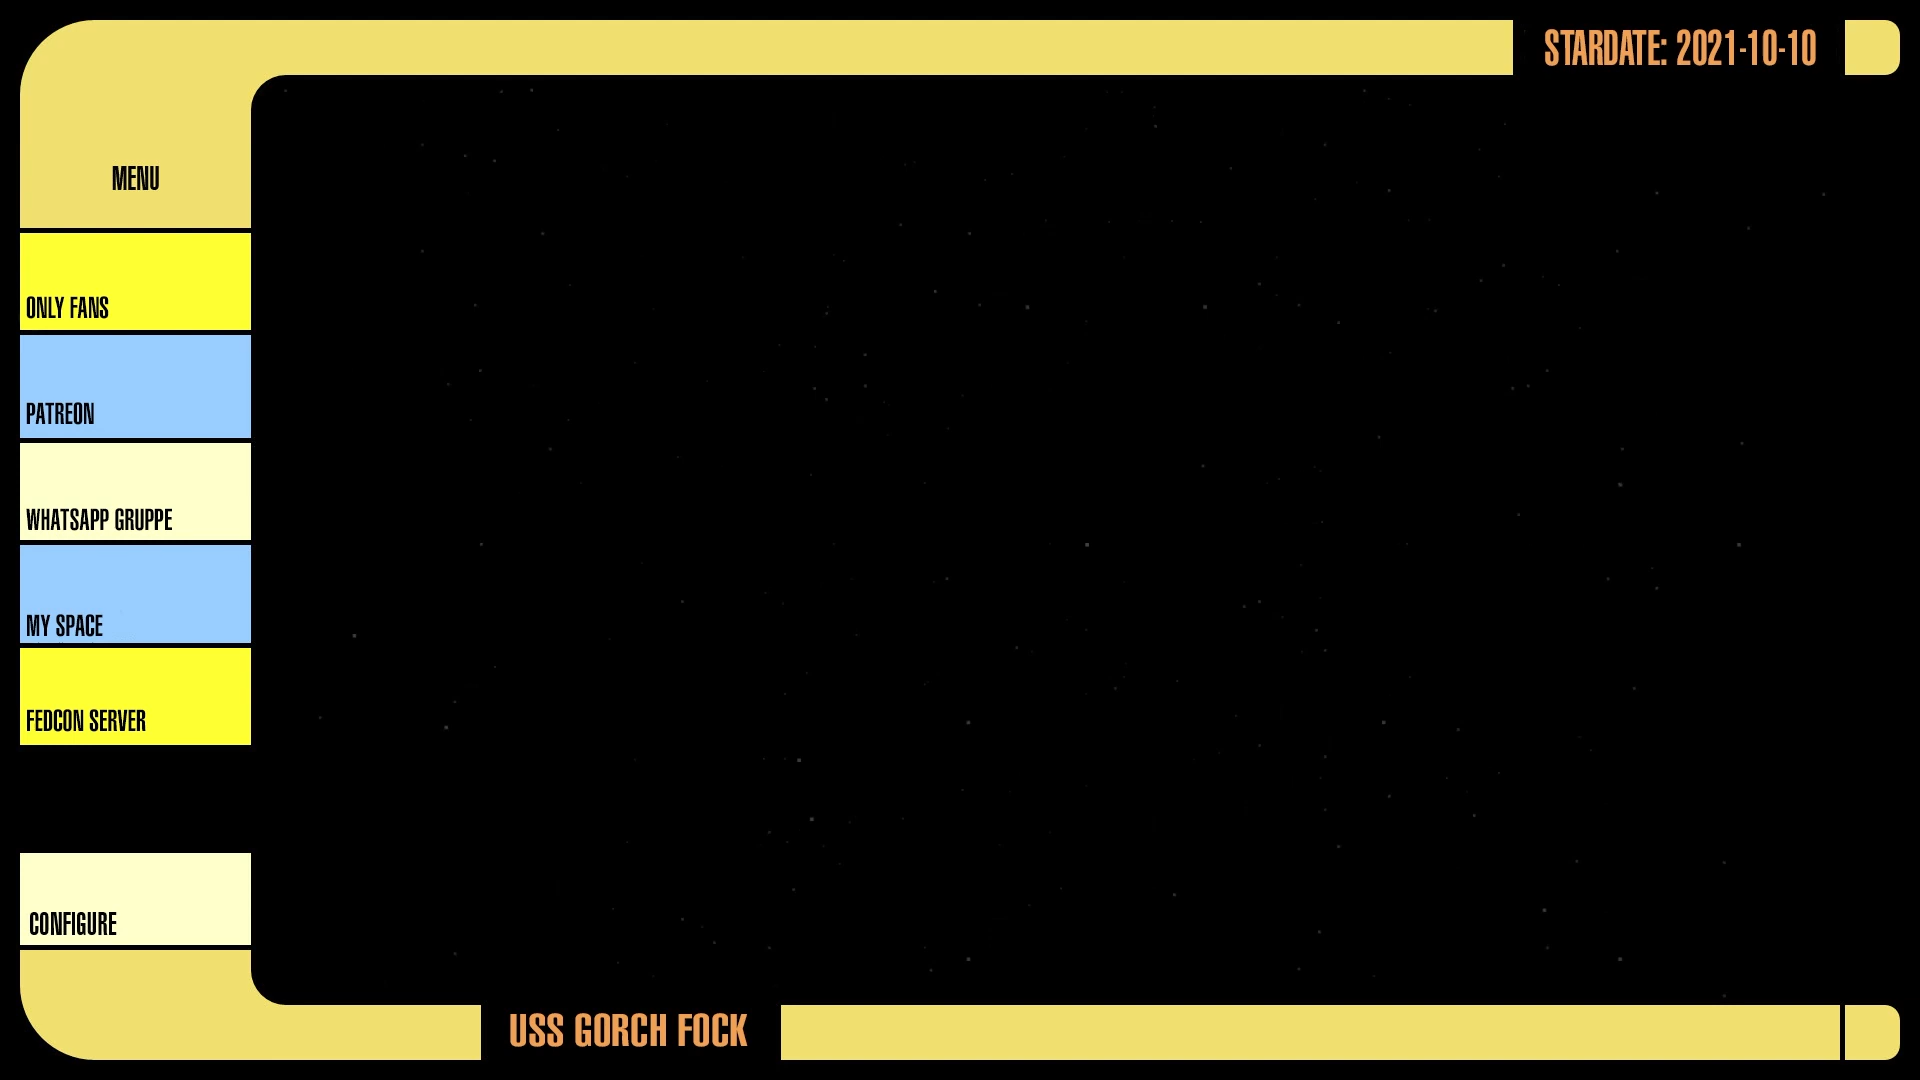 STARDATE: 2021-10-10
MENU
ONLY FANS
PATREON
WHATSAPP GRUPPE
MY SPACE
FEDCON SERVER
CONFIGURE
USS GORCH FOCK